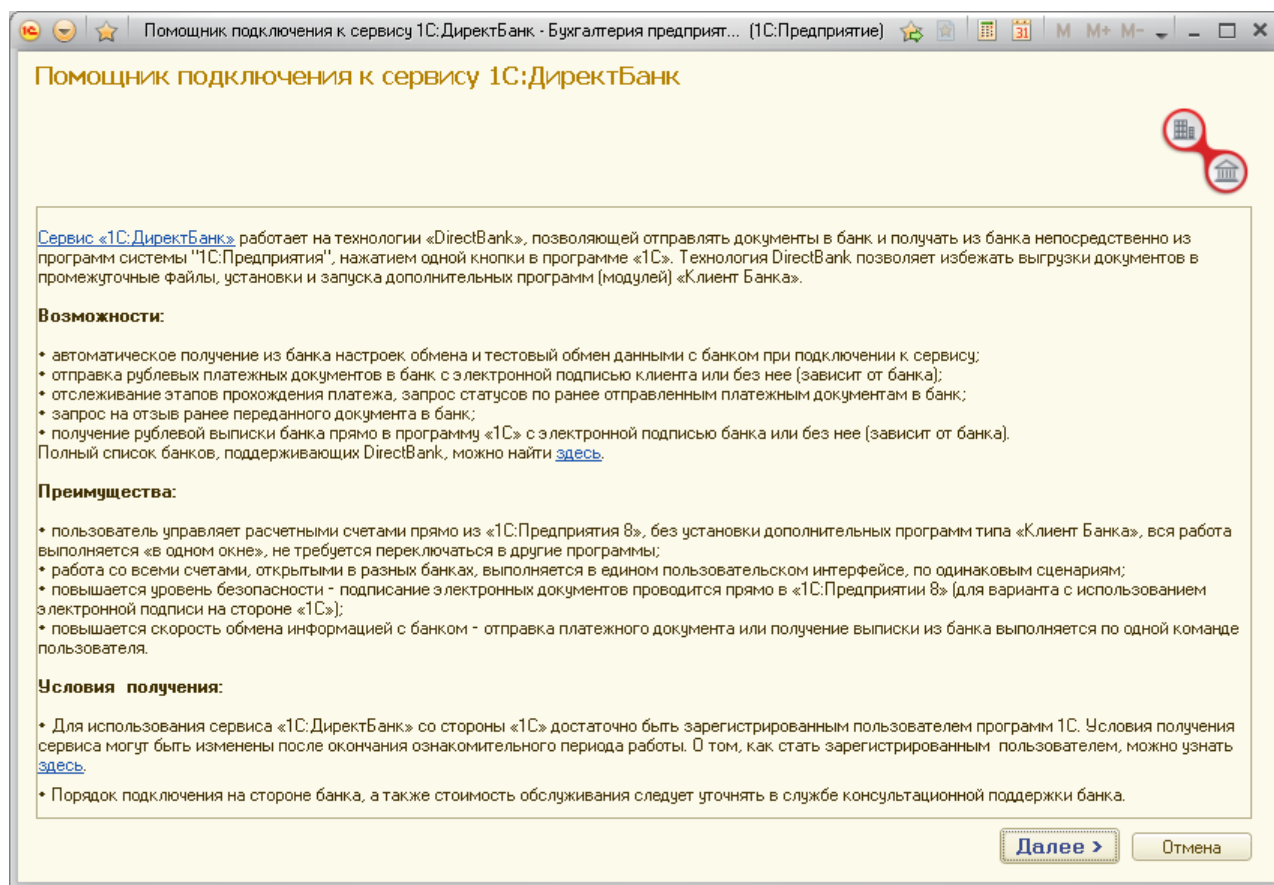 1С Помощник подключения к сервису 1С:ДиректБанк - Бухгалтерия предприят... (1С:Предприятие) 31 M M+ M-
Помощник подключения к сервису 1С:ДиректБанк
Сервис «1С:ДиректБанк» работает на технологии «DirectBank», позволяющей отправлять документы в банк и получать из банка непосредственно из
программ системы "1С:Предприятия", нажатием одной кнопки в программе «1С». Технология DirectBank позволяет избежать выгрузки документов в
промежуточные файлы, установки и запуска дополнительных программ (модулей) «Клиент Банка».
Возможности:
• автоматическое получение из банка настроек обмена и тестовый обмен данными с банком при подключении к сервису;
• отправка рублевых платежных документов в банк с электронной подписью клиента или без нее (зависит от банка);
• отслеживание этапов прохождения платежа, запрос статусов по ранее отправленным платежным документам в банк;
• запрос на отзыв ранее переданного документа в банк;
• получение рублевой выписки банка прямо в программу «1С» с электронной подписью банка или без нее (зависит от банка).
Полный список банков, поддерживающих DirectBank, можно найти здесь.
Преимущества:
• пользователь управляет расчетными счетами прямо из «1С:Предприятия 8», без установки дополнительных программ типа «Клиент Банка», вся работа
выполняется «в одном окне», не требуется переключаться в другие программы;
• работа со всеми счетами, открытыми в разных банках, выполняется в едином пользовательском интерфейсе, по одинаковым сценариям;
• повышается уровень безопасности - подписание электронных документов проводится прямо в «1С:Предприятии 8» (для варианта с использованием
электронной подписи на стороне «1С»);
• повышается скорость обмена информацией с банком - отправка платежного документа или получение выписки из банка выполняется по одной команде
пользователя.
Условия получения:
• Для использования сервиса «1С:ДиректБанк» со стороны «1С» достаточно быть зарегистрированным пользователем программ 1С. Условия получения
сервиса могут быть изменены после окончания ознакомительного периода работы. О том, как стать зарегистрированным пользователем, можно узнать
здесь.
• Порядок подключения на стороне банка, а также стоимость обслуживания следует уточнять в службе консультационной поддержки банка.
Далее > Отмена